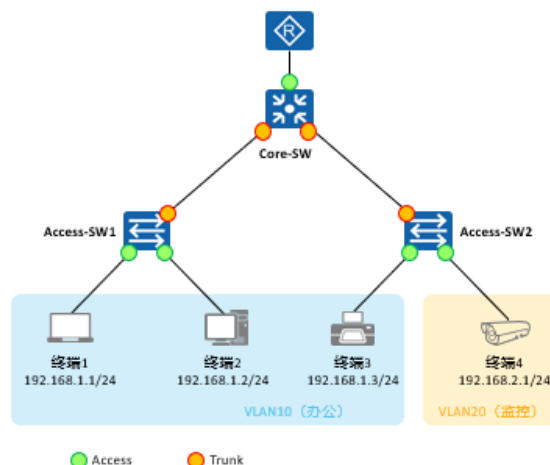 R
Core-SW
Access-SW1
Access-SW2
终端1
192.168.1.1/24
终端2
192.168.1.2/24
终端3
192.168.1.3/24
终端4
192.168.2.1/24
VLAN10（办公）
VLAN20（监控）
Access
Trunk